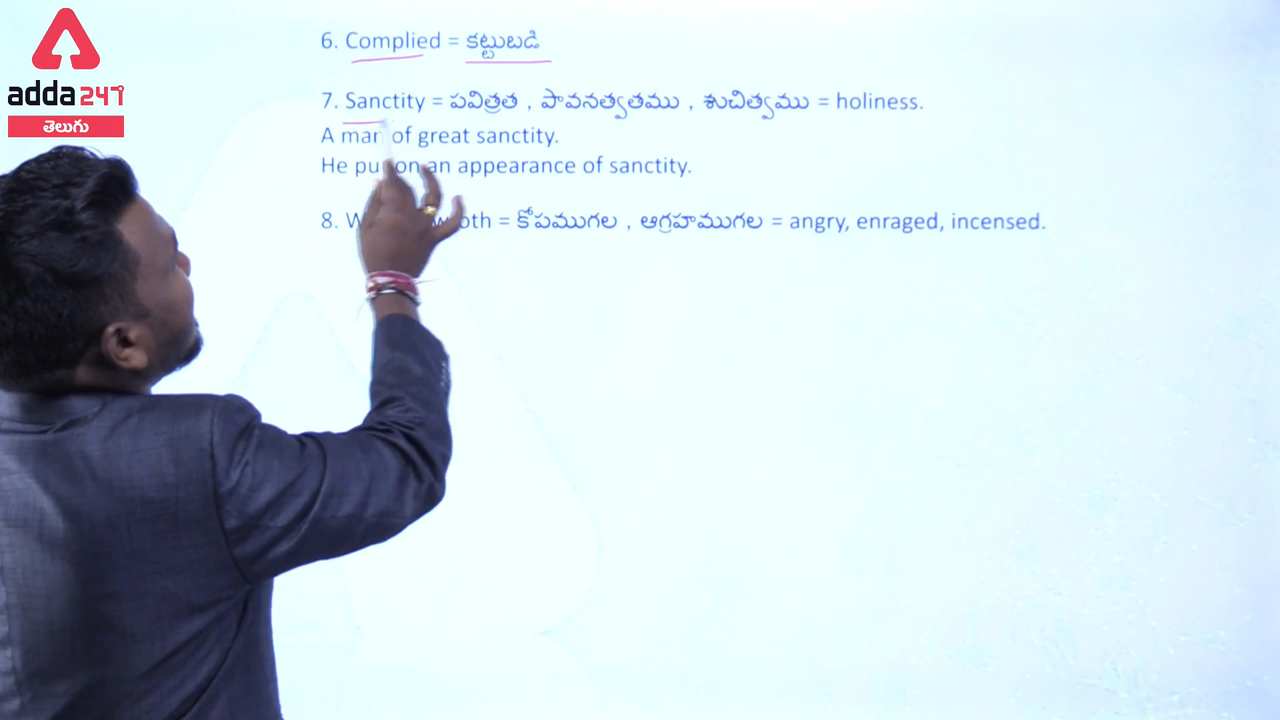 adda 247
తెలుగు
6. Complied = కట్టుబడి
7. Sanctity = పవిత్రత , పావనత్వతము , శుచిత్వము = holiness.
A man of great sanctity.
He put on an appearance of sanctity.
8. = కోపముగల , ఆగ్రహముగల = angry, enraged, incensed.